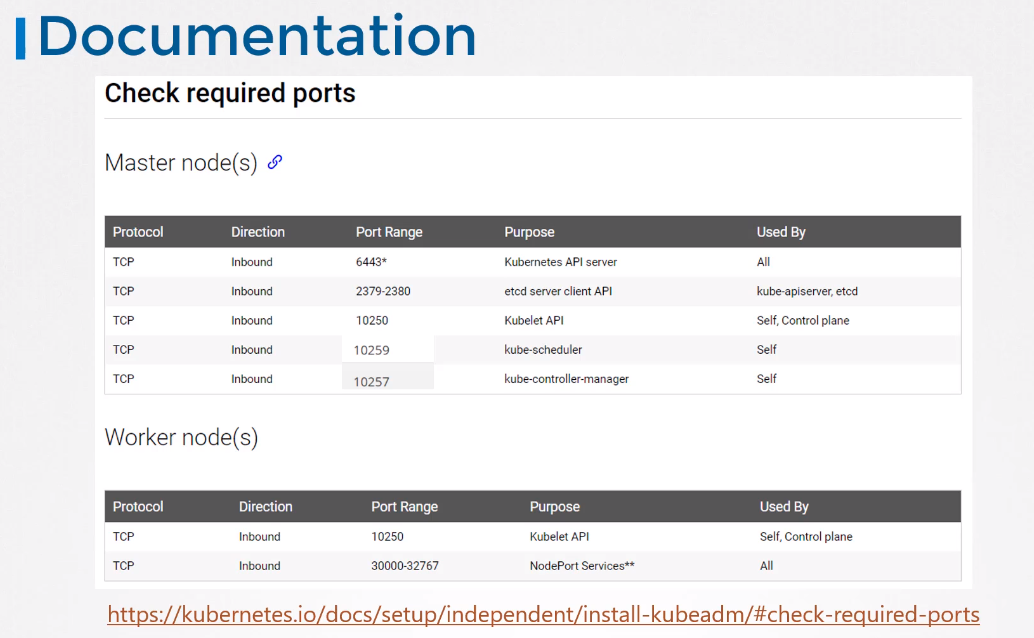 Documentation
Check required ports
Master node(s)
Protocol Direction Port Range Purpose Used By
TCP Inbound 6443* Kubernetes API server All
TCP Inbound 2379-2380 etcd server client API kube-apiserver, etcd
TCP Inbound 10250 Kubelet API Self, Control plane
TCP Inbound 10259 kube-scheduler Self
TCP Inbound 10257 kube-controller-manager Self
Worker node(s)
Protocol Direction Port Range Purpose Used By
TCP Inbound 10250 Kubelet API Self, Control plane
TCP Inbound 30000-32767 NodePort Services** All
https://kubernetes.io/docs/setup/independent/install-kubeadm/#check-required-ports